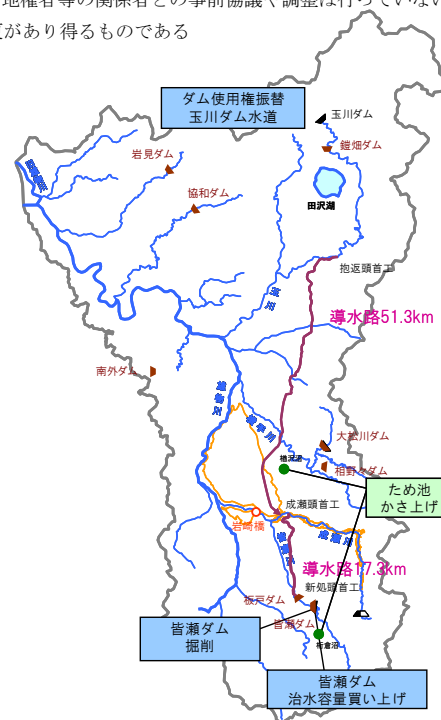 地権者等の関係者との事前協議や調整は行っていない
更があり得るものである
ダム使用権振替
玉川ダム水道
玉川ダム
鎧畑ダム
岩見ダム
協和ダム
田沢湖
抱返頭首工
導水路51.3km
南外ダム
大松川ダム
相野々ダム
ため池
かさ上げ
成瀬頭首工
岩崎橋
成瀬川
導水路17.3km
新処頭首工
板戸ダム
皆瀬ダム
皆瀬ダム
掘削
皆瀬ダム
治水容量買い上げ